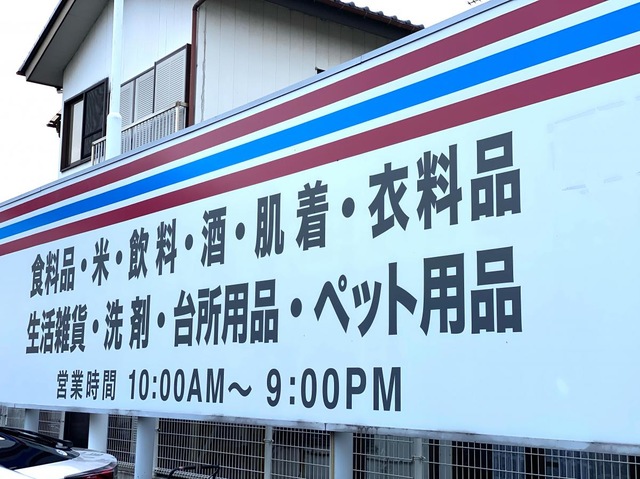 食料品・米・飲料・酒・肌着・衣料品
生活雑貨・洗剤・台所用品・ペット用品
営業時間 10:00AM〜9:00PM